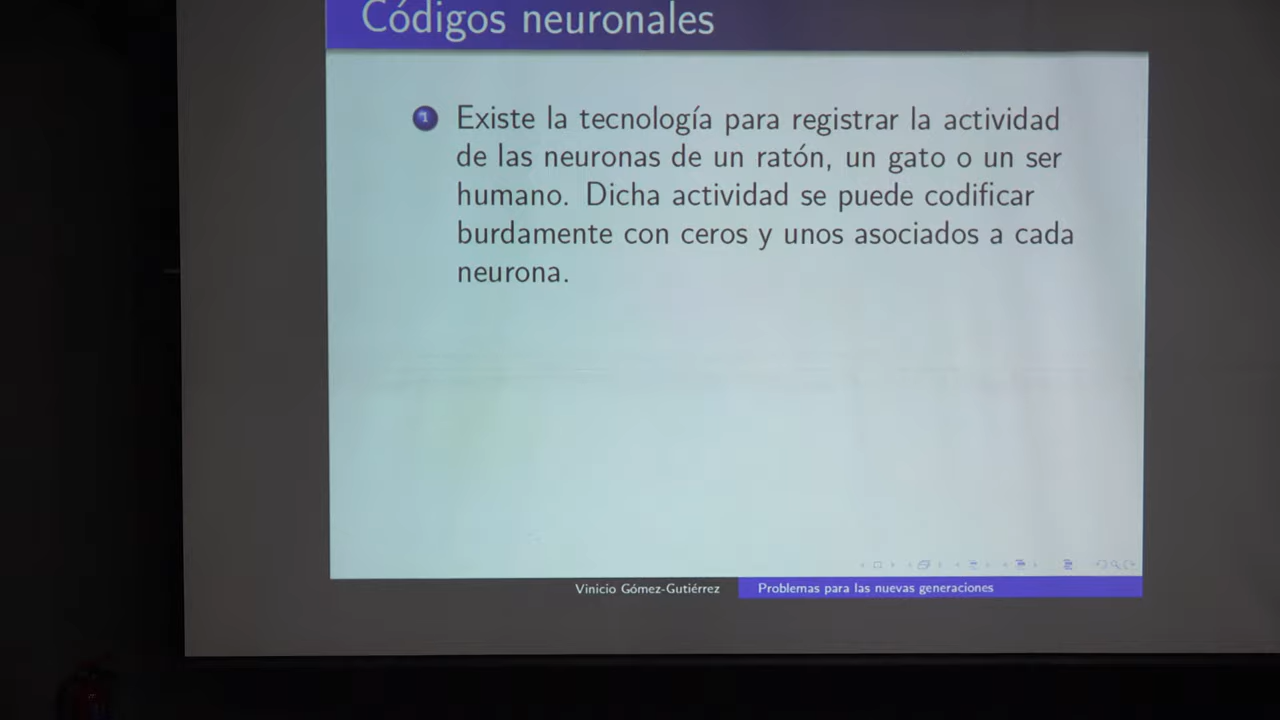 Códigos neuronales
1 Existe la tecnología para registrar la actividad
de las neuronas de un ratón, un gato o un ser
humano. Dicha actividad se puede codificar
burdamente con ceros y unos asociados a cada
neurona.
Vinicio Gómez-Gutiérrez Problemas para las nuevas generaciones